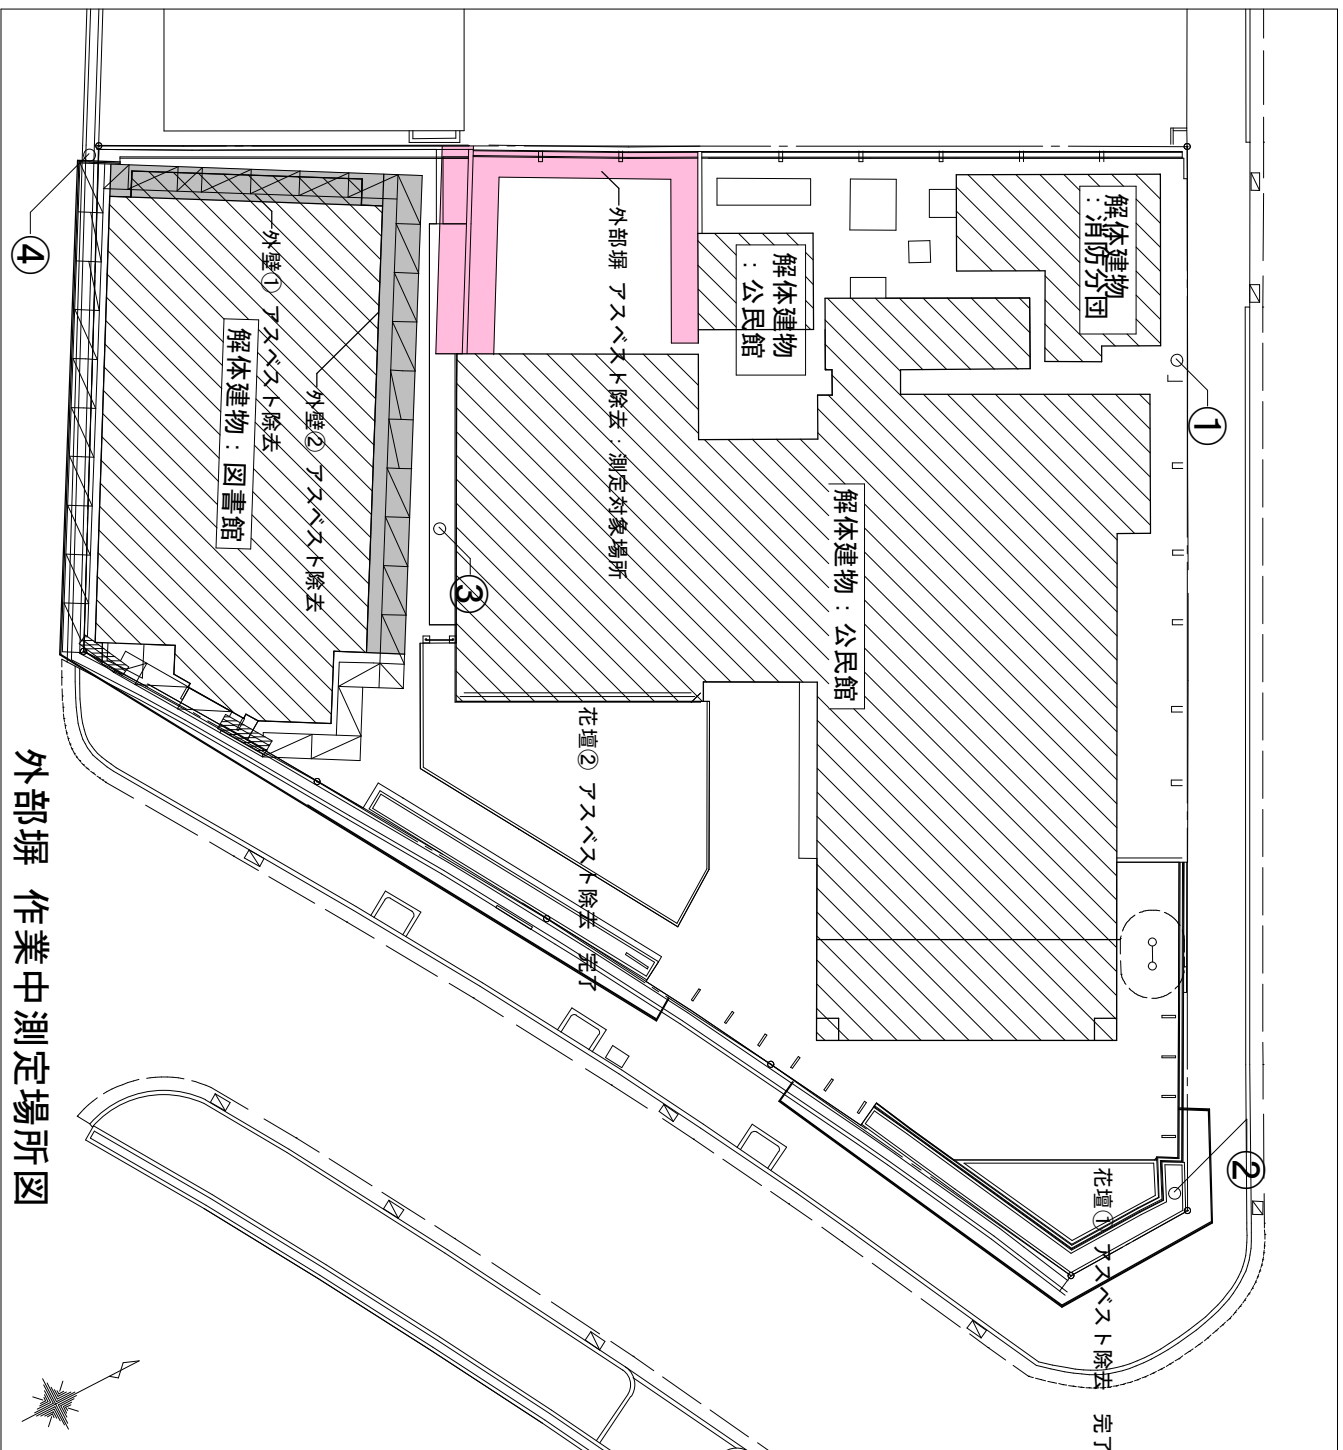 解体建物
：消防分団
①
解体建物
：公民館
外部塀 アスベスト除去：測定対象場所
外壁① アスベスト除去
外壁② アスベスト除去
解体建物：図書館
④
③
解体建物：公民館
花壇② アスベスト除去 完了
②
花壇① アスベスト除去 完了
外部塀 作業中測定場所図